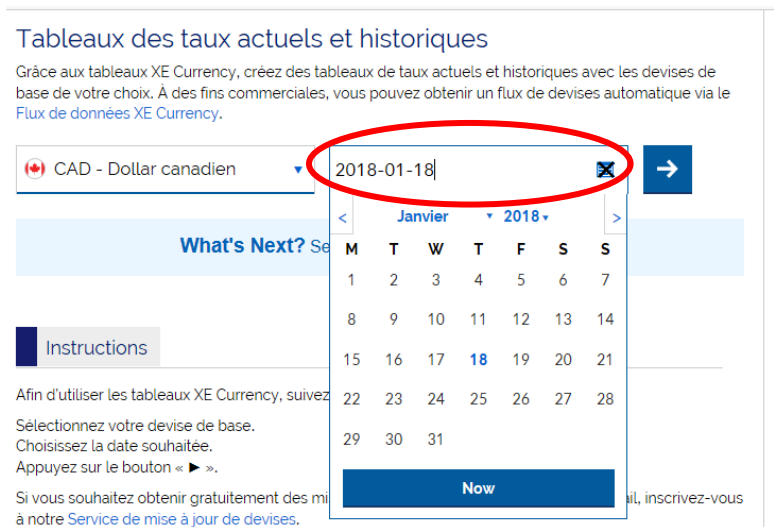 Tableaux des taux actuels et historiques
Grâce aux tableaux XE Currency, créez des tableaux de taux actuels et historiques avec les devises de
base de votre choix. À des fins commerciales, vous pouvez obtenir un flux de devises automatique via le
Flux de données XE Currency.
CAD - Dollar canadien
2018-01-18
< Janvier 2018 >
M T W T F S S
1 2 3 4 5 6 7
8 9 10 11 12 13 14
15 16 17 18 19 20 21
22 23 24 25 26 27 28
29 30 31
Now
What's Next?
Instructions
Afin d'utiliser les tableaux XE Currency, suivez
Sélectionnez votre devise de base.
Choisissez la date souhaitée.
Appuyez sur le bouton « ► ».
Si vous souhaitez obtenir gratuitement des inscrivez-vous
à notre Service de mise à jour de devises.